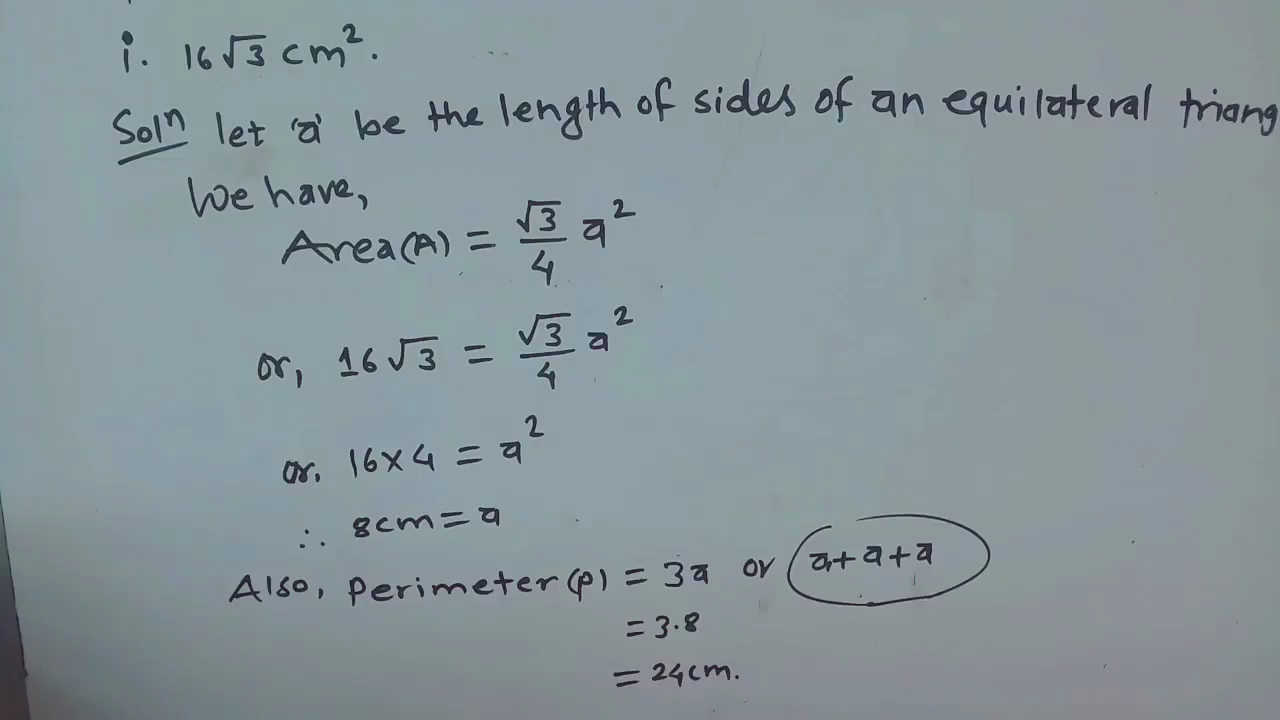 i. 16√3 cm².
Solⁿ let 'a' be the length of sides of an equilateral triang
We have,
Area(A) = √3/4 a²
or, 16√3 = √3/4 a²
or. 16×4 = a²
∴ 8cm = a
Also, perimeter(p) = 3a or a+a+a
= 3.8
= 24cm.